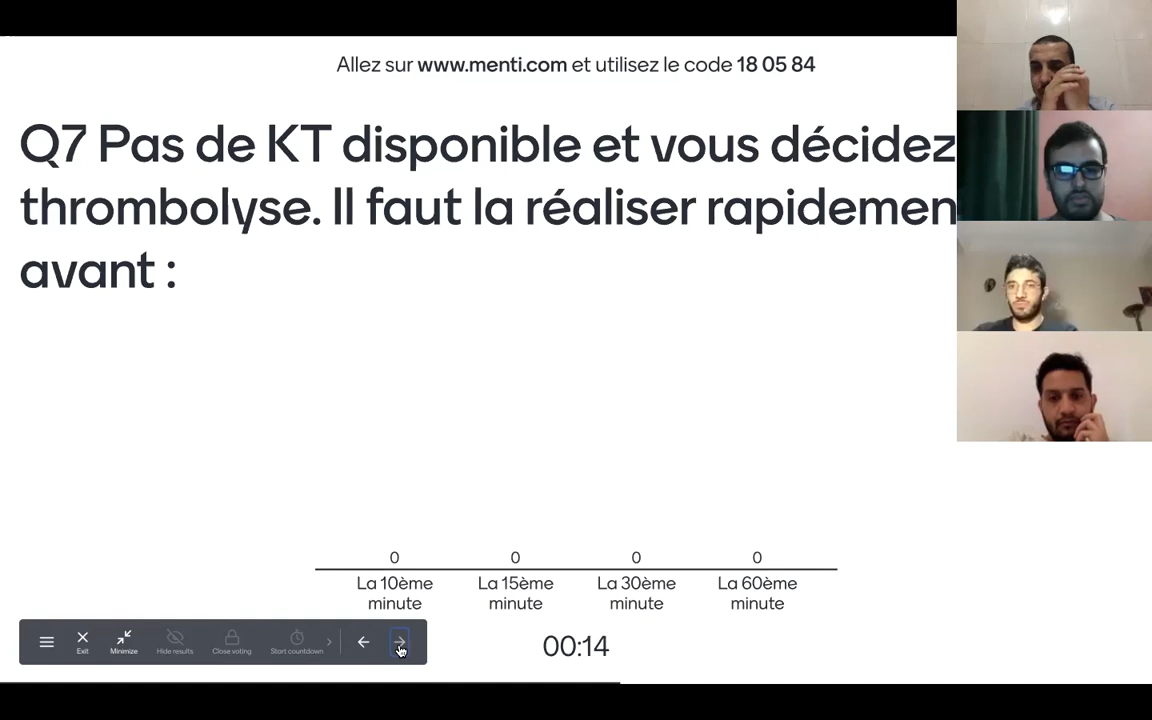 Allez sur www.menti.com et utilisez le code 18 05 84
Q7 Pas de KT disponible et vous décidez
thrombolyse. Il faut la réaliser rapidemen
avant :
0 0 0 0
La 10ème La 15ème La 30ème La 60ème
minute minute minute minute
Exit Minimize Hide results Close voting Start countdown
00:14